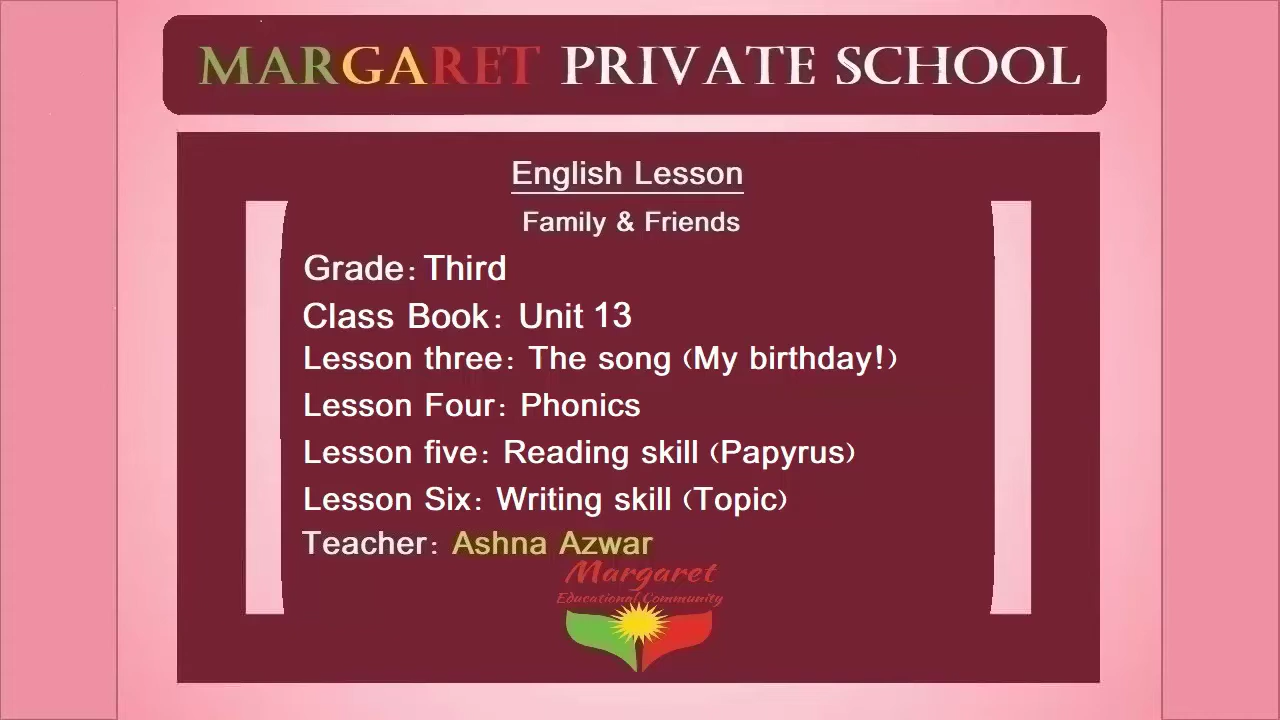 MARGARET PRIVATE SCHOOL
English Lesson
Family & Friends
Grade: Third
Class Book: Unit 13
Lesson three: The song (My birthday!)
Lesson Four: Phonics
Lesson five: Reading skill (Papyrus)
Lesson Six: Writing skill (Topic)
Teacher: Ashna Azwar
Margaret
Educational Community